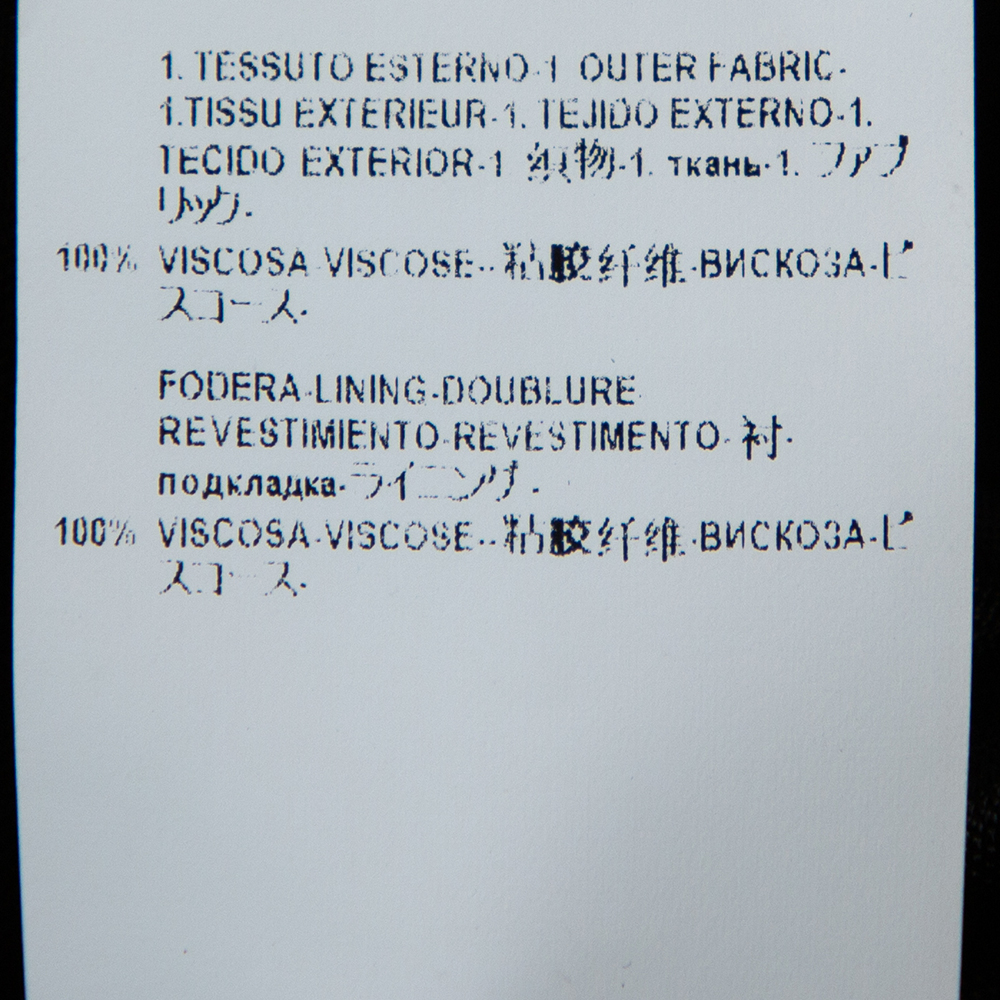 1. TESSUTO ESTERNO-1 OUTER FABRIC-
1.TISSU EXTERIEUR-1. TEJIDO EXTERNO-1.
TECIDO EXTERIOR-1 织物-1. ткань-1. ファブ
リック.
100% VISCOSA-VISCOSE--粘胶纤维-ВИСКОЗА-ビ
スコース.
FODERA-LINING-DOUBLURE
REVESTIMIENTO-REVESTIMENTO-衬-
подкладка-ライニング.
100% VISCOSA-VISCOSE--粘胶纤维-ВИСКОЗА-ビ
スコース.